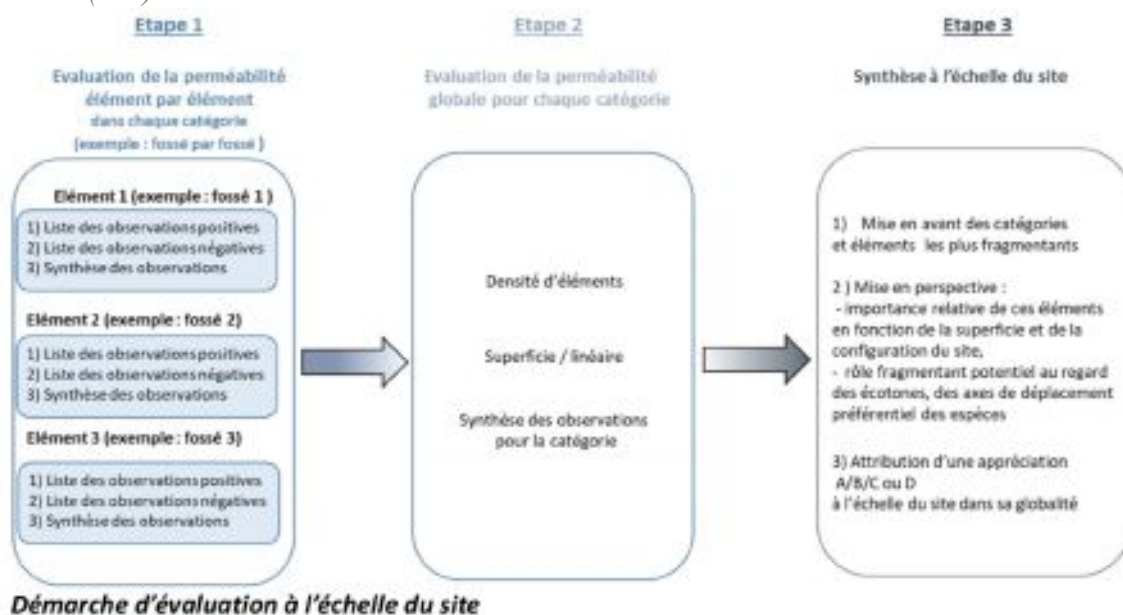 Etape 1
Evaluation de la perméabilité
élément par élément
dans chaque catégorie
(exemple : fossé par fossé )
Elément 1 (exemple : fossé 1 )
1) Liste des observations positives
2) Liste des observations négatives
3) Synthèse des observations
Elément 2 (exemple : fossé 2)
1) Liste des observations positives
2) Liste des observations négatives
3) Synthèse des observations
Elément 3 (exemple : fossé 3)
1) Liste des observations positives
2) Liste des observations négatives
3) Synthèse des observations
Etape 2
Evaluation de la perméabilité
globale pour chaque catégorie
Densité d'éléments
Superficie / linéaire
Synthèse des observations
pour la catégorie
Etape 3
Synthèse à l'échelle du site
1) Mise en avant des catégories
et éléments les plus fragmentants
2 ) Mise en perspective :
- importance relative de ces éléments
en fonction de la superficie et de la
configuration du site,
- rôle fragmentant potentiel au regard
des écotones, des axes de déplacement
préférentiel des espèces
3) Attribution d'une appréciation
A/B/C ou D
à l'échelle du site dans sa globalité
Démarche d'évaluation à l'échelle du site